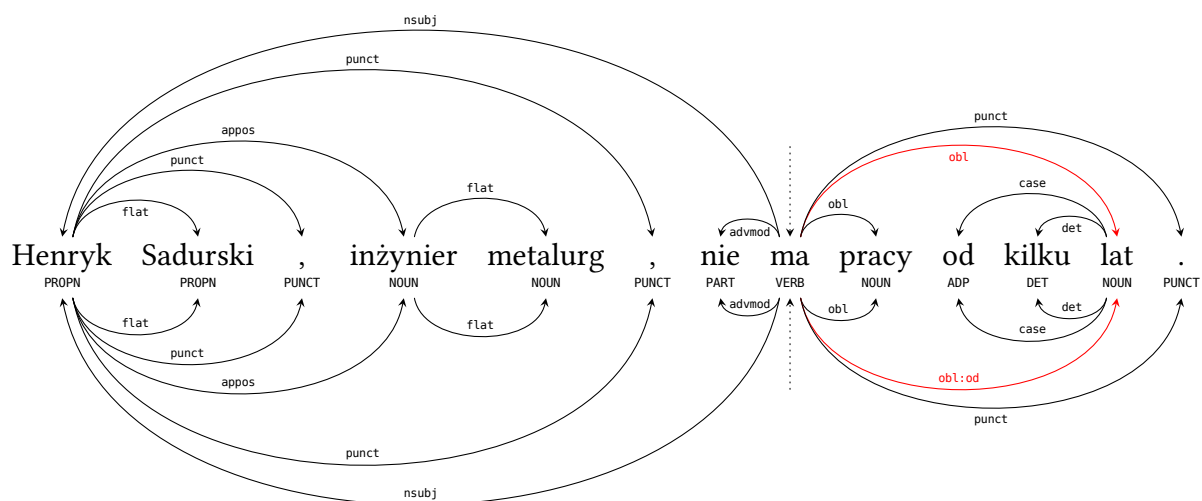 nsubj
punct
appos
punct
flat
flat
advmod
obl
punct
obl
case
det
Henryk Sadurski , inżynier metalurg , nie ma pracy od kilku lat .
PROPN PROPN PUNCT NOUN NOUN PUNCT PART VERB NOUN ADP DET NOUN PUNCT
flat
punct
appos
flat
punct
nsubj
advmod
obl
det
case
obl:od
punct